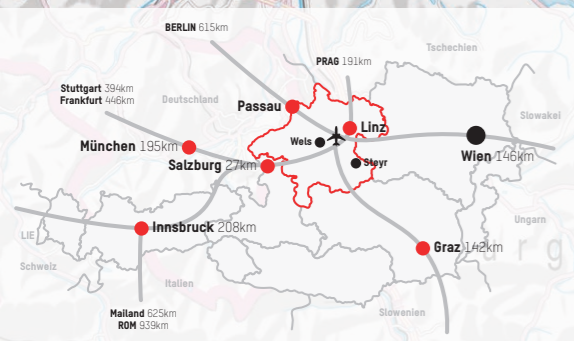 BERLIN 615km
PRAG 191km
Tschechien
Stuttgart 394km
Frankfurt 446km
Deutschland
Passau
Slowakei
Linz
Wels
München 195km
Wien 146km
Salzburg 27km
Steyr
Innsbruck 208km
Ungarn
LIE
Graz 142km
urg
Schweiz
Italien
Slowenien
Mailand 625km
ROM 939km